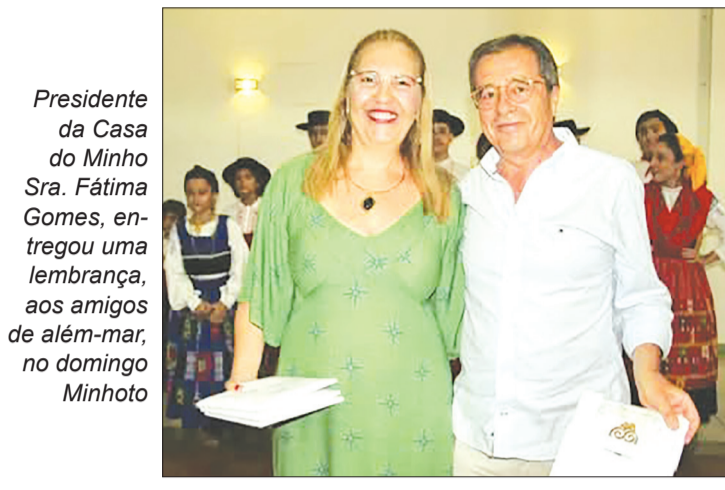 Presidente
da Casa
do Minho
Sra. Fátima
Gomes, en-
tregou uma
lembrança,
aos amigos
de além-mar,
no domingo
Minhoto